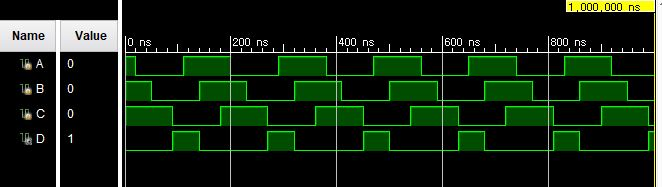 1,000,000 ns
Name Value
0 ns 200 ns 400 ns 600 ns 800 ns
A 0
B 0
C 0
D 1